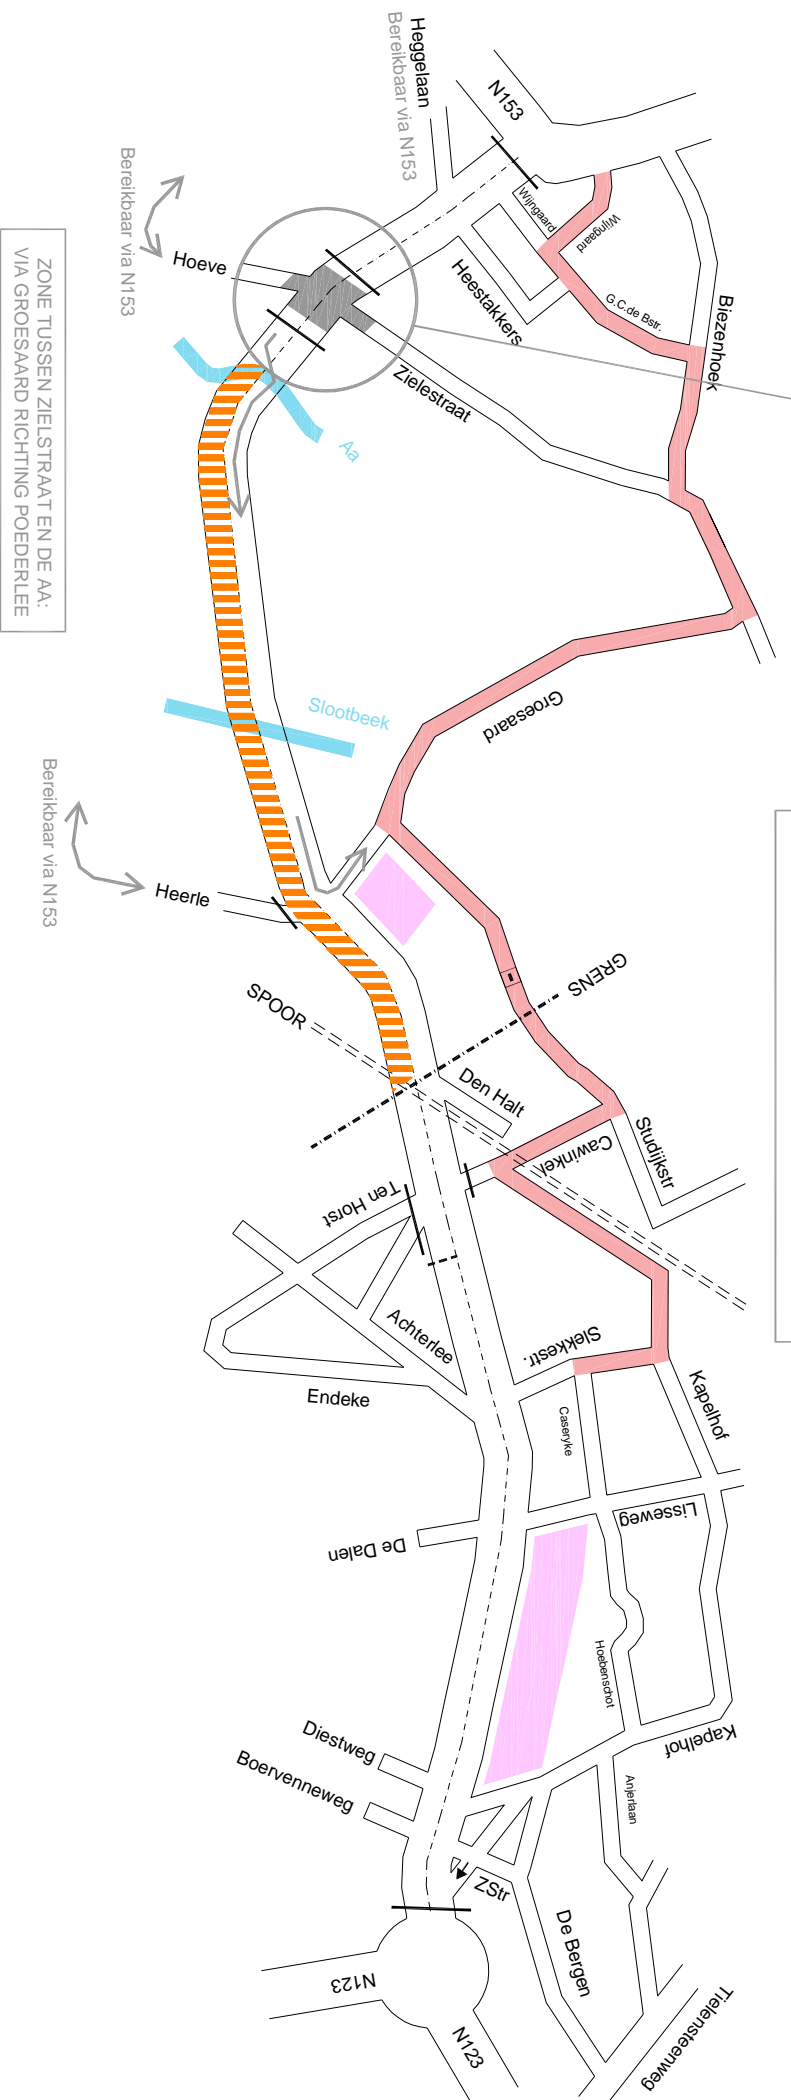 Heggelaan
Bereikbaar via N153
N153
Wijngaard
Wijngaard
Bereikbaar via N153
Hoeve
Heestakkers
G.C.de Bstr.
Biezenhoek
Zielestraat
ZONE TUSSEN ZIELSTRAAT EN DE AA:
VIA GROESAARD RICHTING POEDERLEE
Aa
Slootbeek
Groesaard
Bereikbaar via N153
Heerle
SPOOR
GRENS
Den Halt
Studijkstr
Cawinkel
Ten Horst
Achterlee
Slekkestr.
Endeke
Kapelhof
Caseryke
Lisseweg
De Dalen
Hoebenschot
Kapelhof
Diestweg
Boervenneweg
Anjerlaan
ZStr
De Bergen
N123
N123
Tielensteenweg